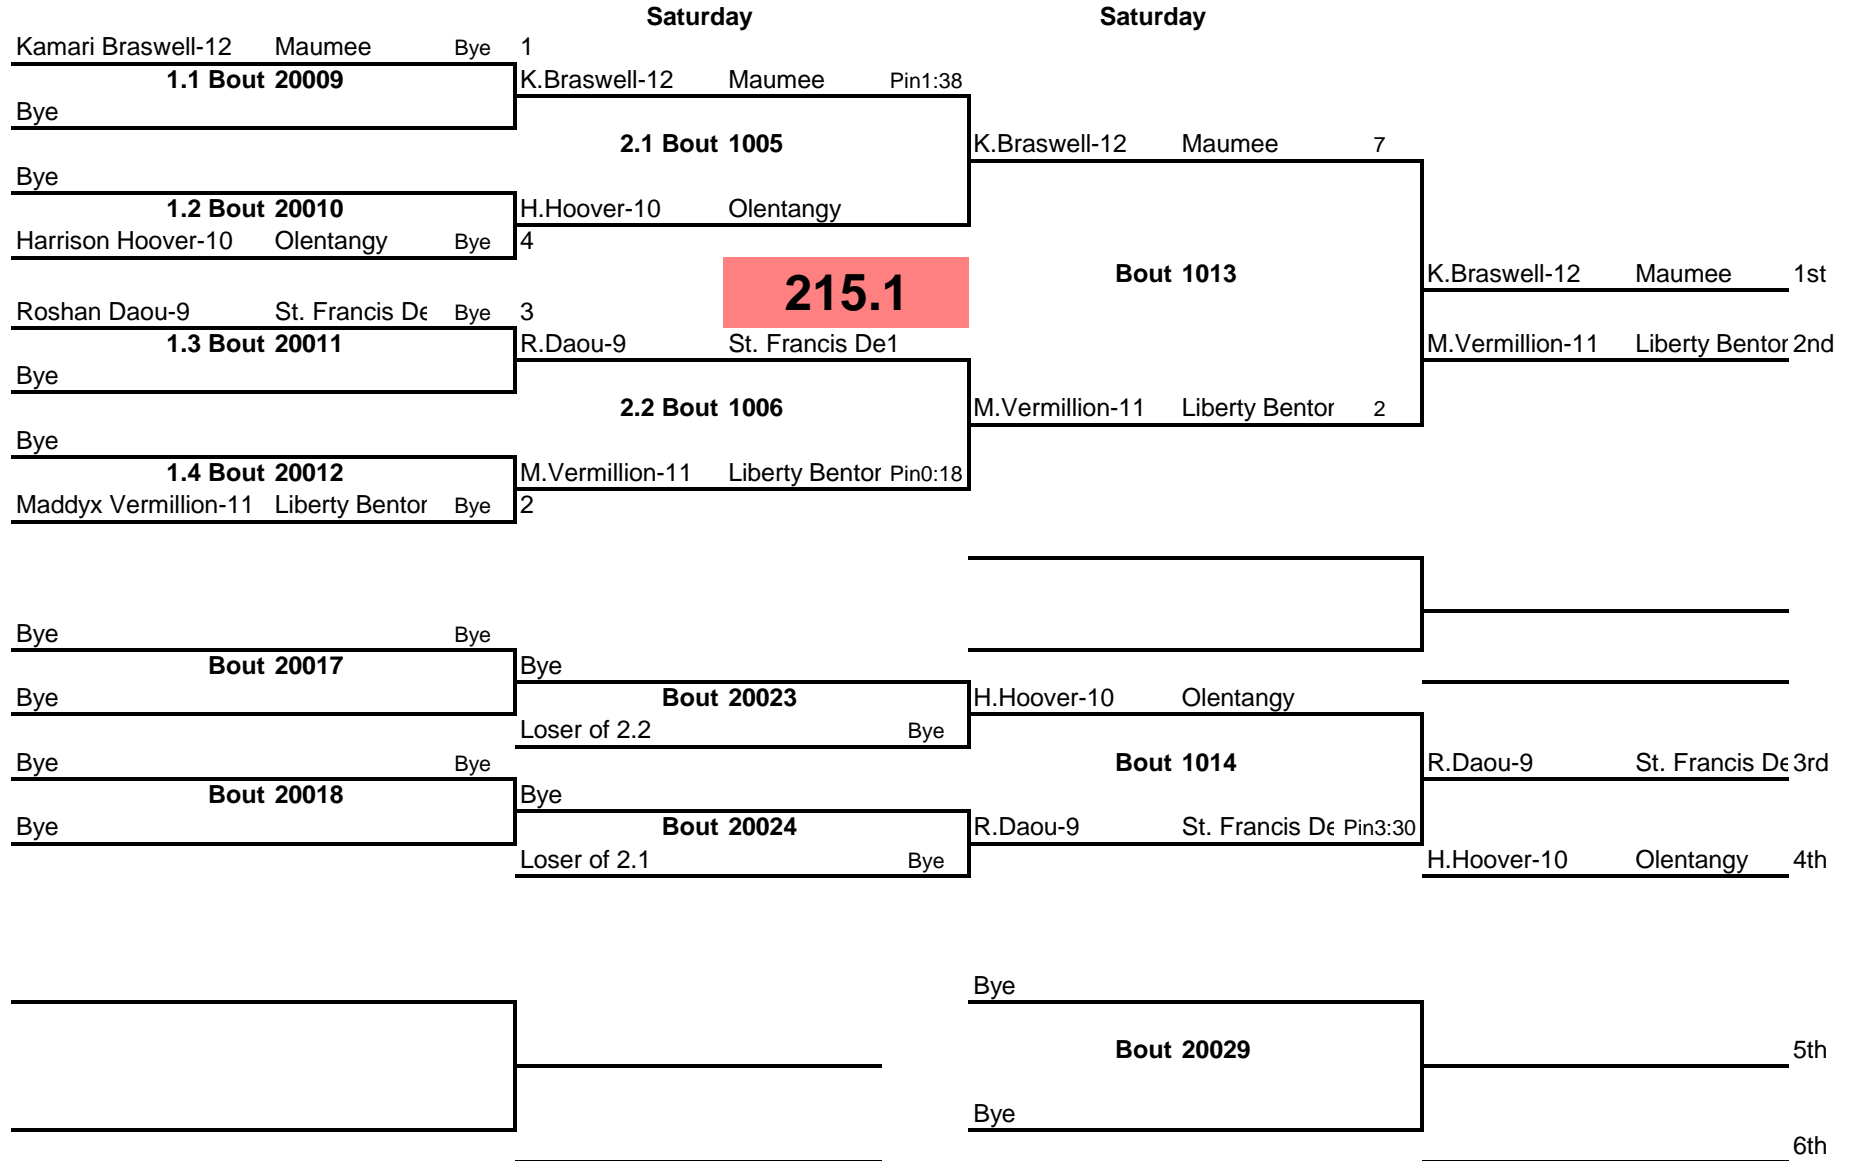 Saturday Saturday
Kamari Braswell-12 Maumee Bye 1
1.1 Bout 20009 K.Braswell-12 Maumee Pin1:38
Bye
2.1 Bout 1005 K.Braswell-12 Maumee 7
Bye
1.2 Bout 20010 H.Hoover-10 Olentangy
Harrison Hoover-10 Olentangy Bye 4
215.1 Bout 1013 K.Braswell-12 Maumee 1st
Roshan Daou-9 St. Francis De Bye 3
1.3 Bout 20011 R.Daou-9 St. Francis De1 M.Vermillion-11 Liberty Bentor 2nd
Bye
2.2 Bout 1006 M.Vermillion-11 Liberty Bentor 2
Bye
1.4 Bout 20012 M.Vermillion-11 Liberty Bentor Pin0:18
Maddyx Vermillion-11 Liberty Bentor Bye 2
Bye Bye
Bout 20017 Bye
Bye Bout 20023 H.Hoover-10 Olentangy
Loser of 2.2 Bye
Bye Bye Bout 1014 R.Daou-9 St. Francis De 3rd
Bout 20018 Bye
Bye Bout 20024 R.Daou-9 St. Francis De Pin3:30
Loser of 2.1 Bye H.Hoover-10 Olentangy 4th
Bye
Bout 20029 5th
Bye
6th